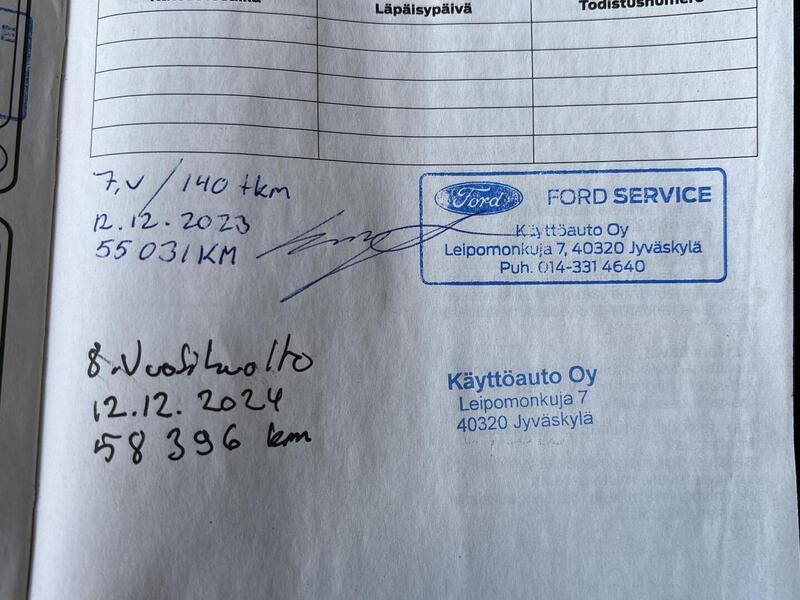 Läpäisypäivä
Todistusnumero
7.v / 140 tkm
12.12.2023
55 031 KM
Ford FORD SERVICE
Käyttöauto Oy
Leipomonkuja 7, 40320 Jyväskylä
Puh. 014-331 4640
8.Vuosihuolto
12.12. 2024
58 396 km
Käyttöauto Oy
Leipomonkuja 7
40320 Jyväskylä